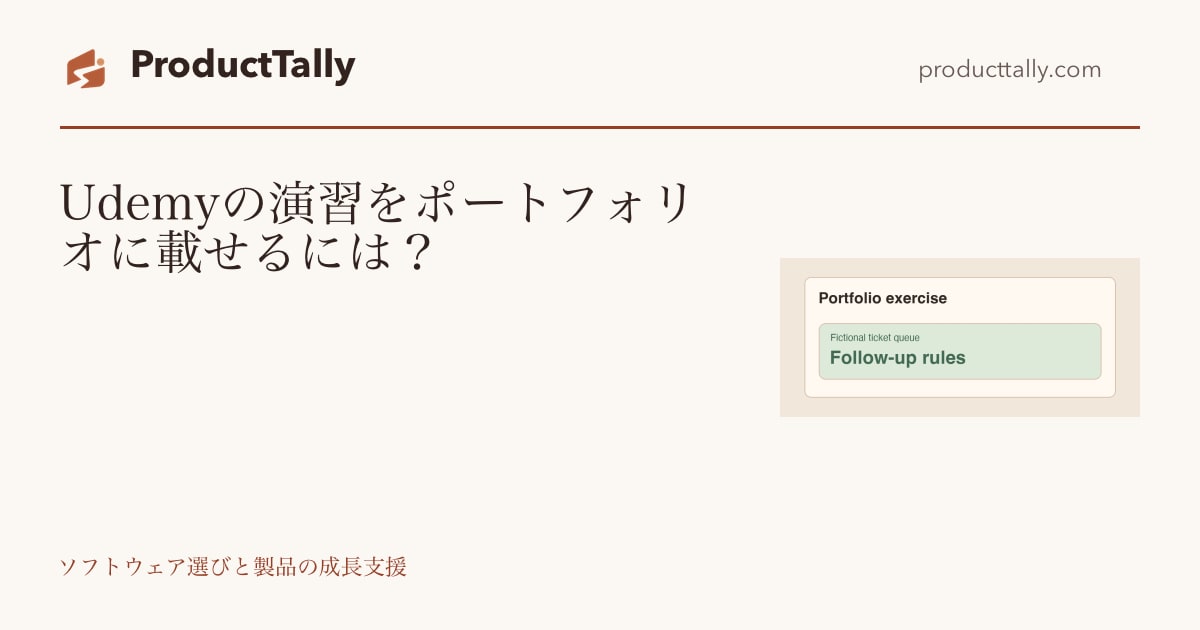 ProductTally
producttally.com
Udemyの演習をポートフォリ
オに載せるには？
Portfolio exercise
Fictional ticket queue
Follow-up rules
ソフトウェア選びと製品の成長支援